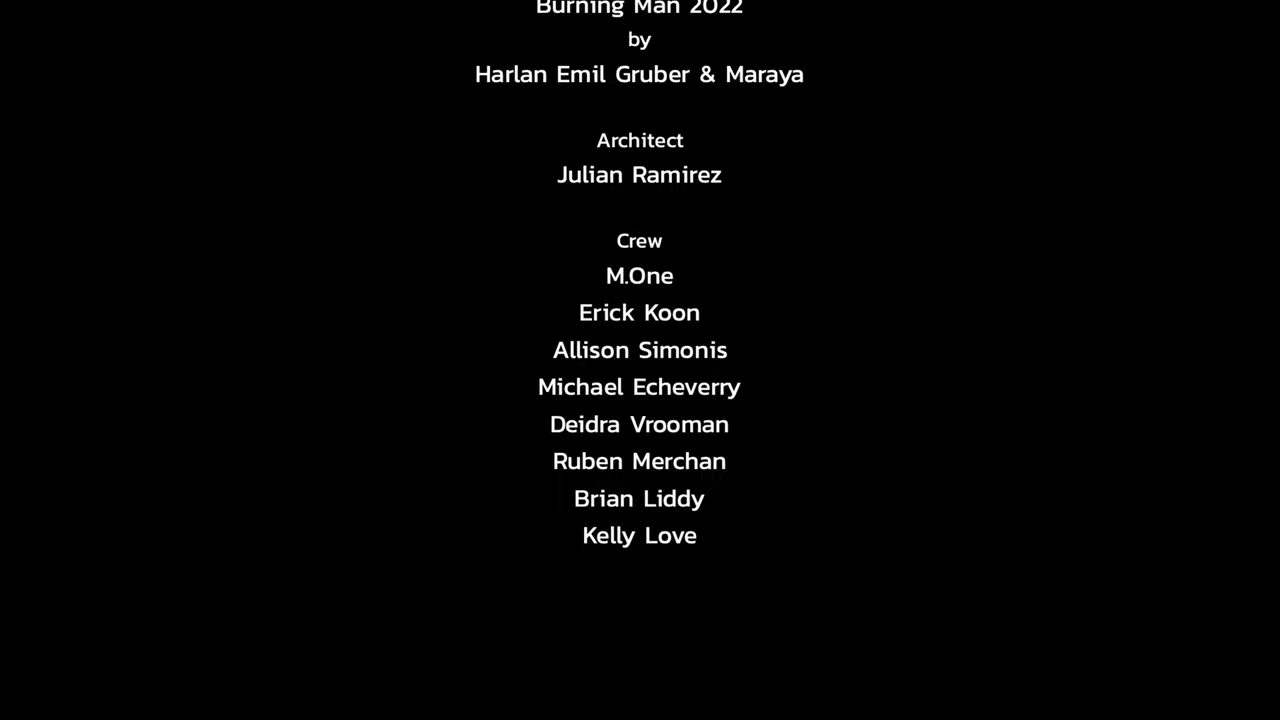 Burning Man 2022
by
Harlan Emil Gruber & Maraya
Architect
Julian Ramirez
Crew
M.One
Erick Koon
Allison Simonis
Michael Echeverry
Deidra Vrooman
Ruben Merchan
Brian Liddy
Kelly Love